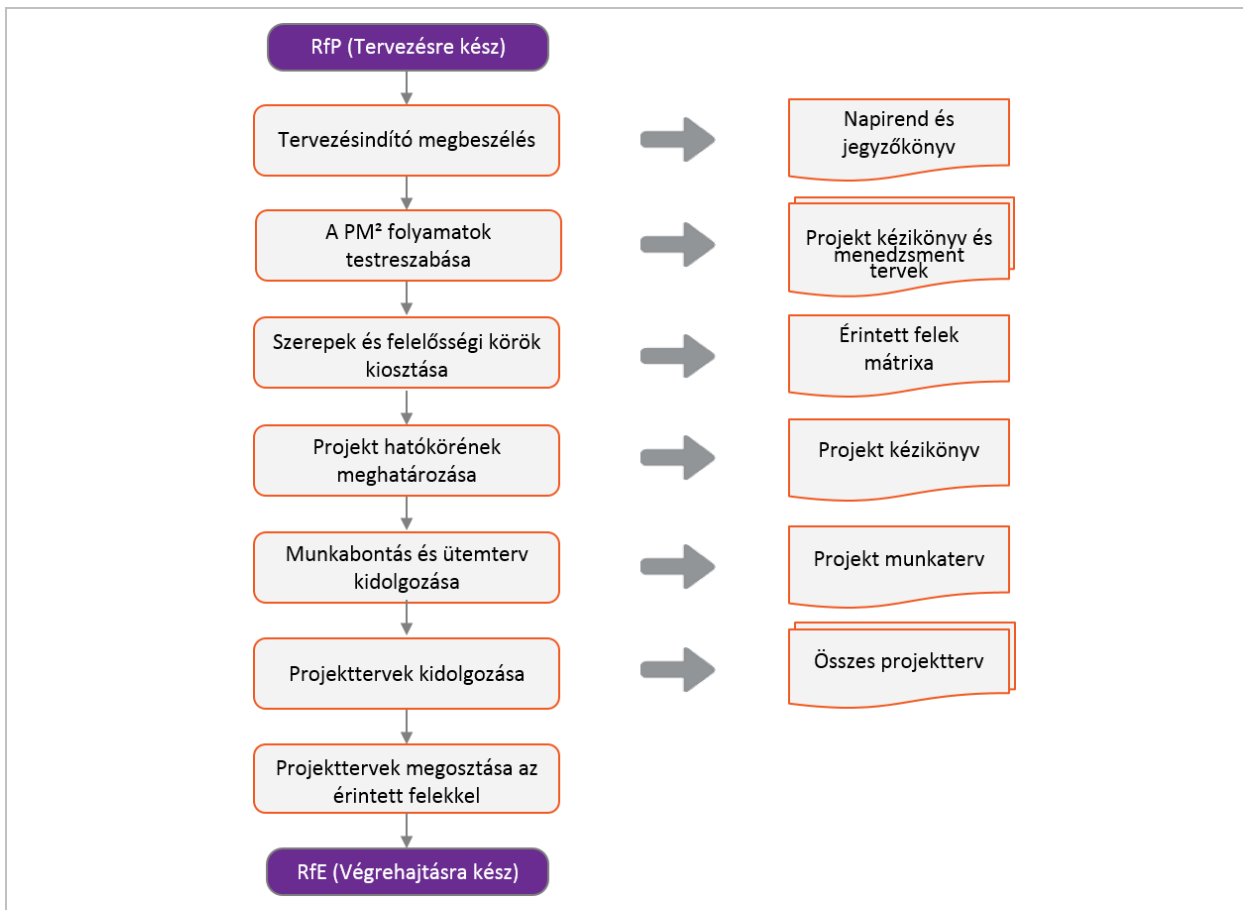 RfP (Tervezésre kész)
Tervezésindító megbeszélés
Napirend és
jegyzőkönyv
A PM² folyamatok
testreszabása
Projekt kézikönyv és
menedzsment
tervek
Szerepek és felelősségi körök
kiosztása
Érintett felek
mátrixa
Projekt hatókörének
meghatározása
Projekt kézikönyv
Munkabontás és ütemterv
kidolgozása
Projekt munkaterv
Projekttervek kidolgozása
Összes projektterv
Projekttervek megosztása az
érintett felekkel
RfE (Végrehajtásra kész)